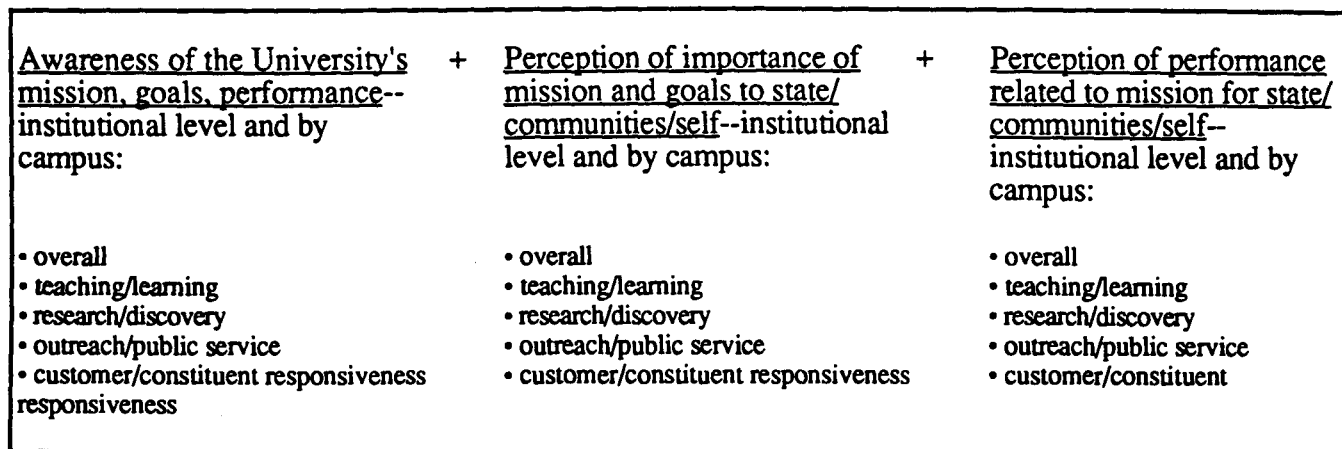 Awareness of the University's + Perception of importance of + Perception of performance
mission, goals, performance-- mission and goals to state/ related to mission for state/
institutional level and by communities/self--institutional communities/self--
campus: level and by campus: institutional level and by
campus:
• overall • overall • overall
• teaching/learning • teaching/learning • teaching/learning
• research/discovery • research/discovery • research/discovery
• outreach/public service • outreach/public service • outreach/public service
• customer/constituent responsiveness • customer/constituent responsiveness • customer/constituent
responsiveness